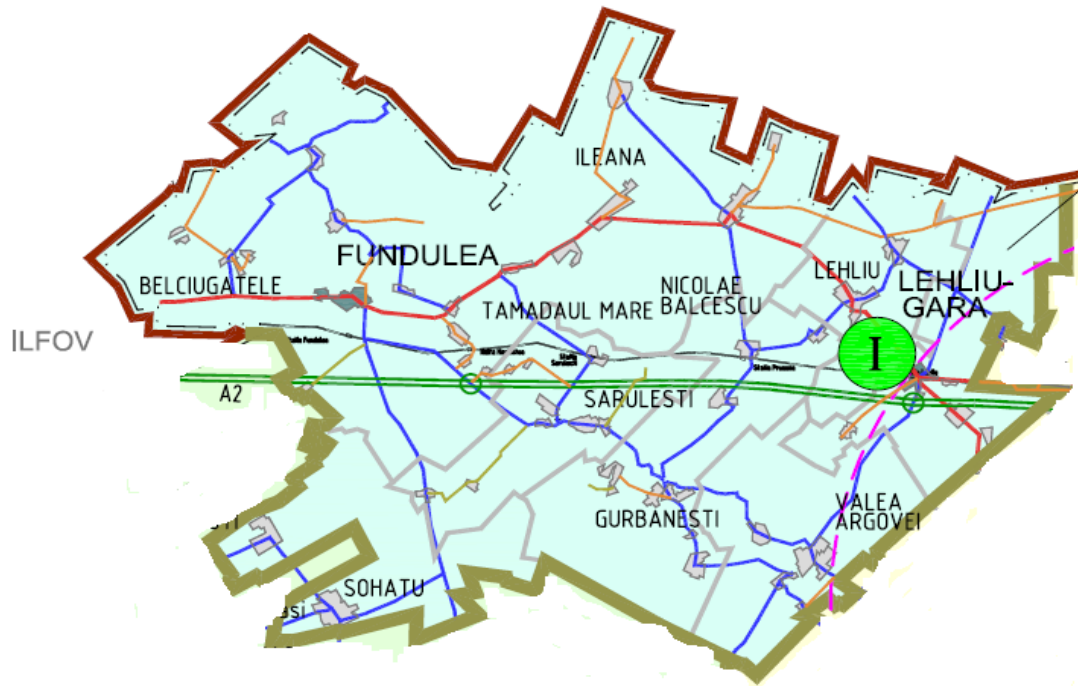 ILEANA
FUNDULEA
BELCIUGATELE
LEHLIU
LEHLIU-
GARA
NICOLAE
BALCESCU
TAMADAUL MARE
ILFOV
I
A2
SARULESTI
GURBANESTI
VALEA
ARGOVEI
SOHATU